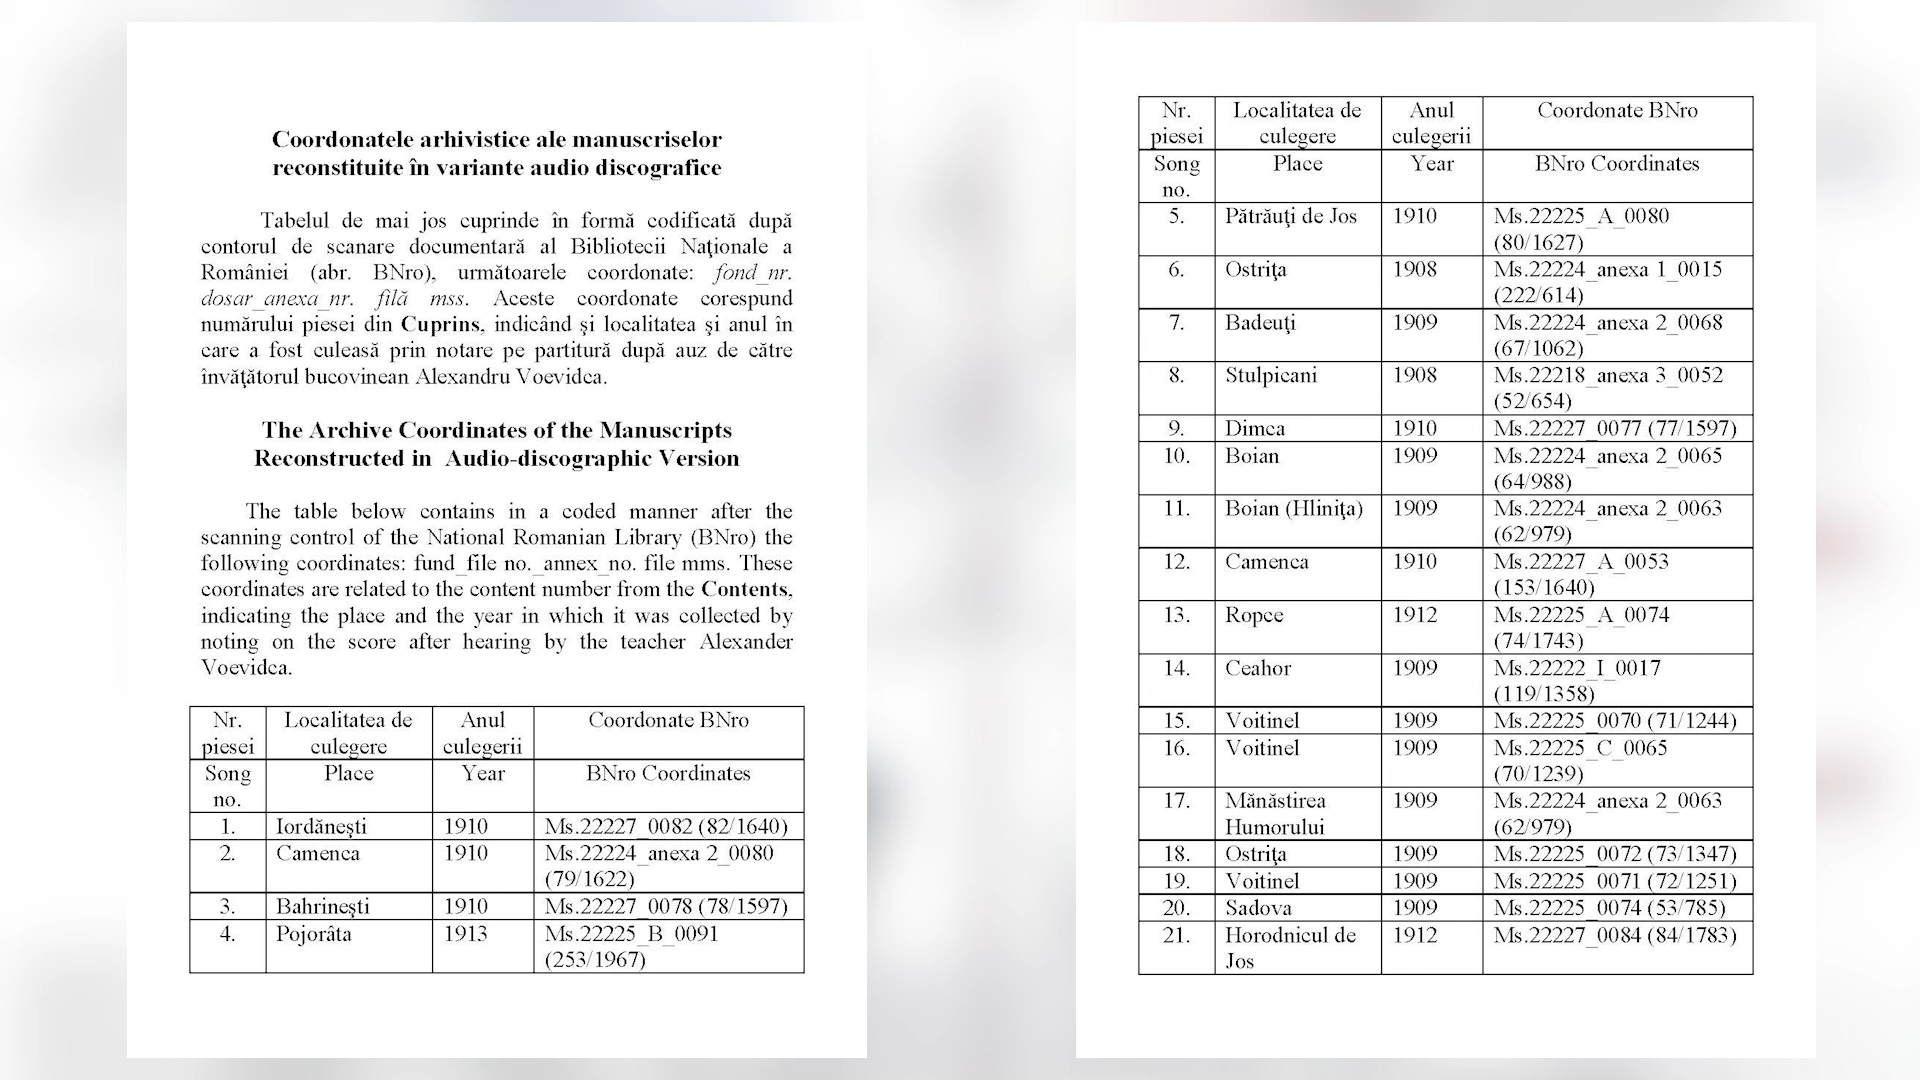 Coordonatele arhivistice ale manuscriselor
reconstituite în variante audio discografice
Tabelul de mai jos cuprinde în formă codificată după
contorul de scanare documentară al Bibliotecii Naţionale a
României (abr. BNro), următoarele coordonate: fond_nr.
dosar_anexa_nr. filă mss. Aceste coordonate corespund
numărului piesei din Cuprins, indicând şi localitatea şi anul în
care a fost culeasă prin notare pe partitură după auz de către
învăţătorul bucovinean Alexandru Voevidca.
The Archive Coordinates of the Manuscripts
Reconstructed in Audio-discographic Version
The table below contains in a coded manner after the
scanning control of the National Romanian Library (BNro) the
following coordinates: fund_file no._annex_no. file mms. These
coordinates are related to the content number from the Contents,
indicating the place and the year in which it was collected by
noting on the score after hearing by the teacher Alexander
Voevidca.
Nr. Localitatea de Anul Coordonate BNro
piesei culegere culegerii
Song Place Year BNro Coordinates
no.
1. Iordăneşti 1910 Ms.22227_0082 (82/1640)
2. Camenca 1910 Ms.22224_anexa 2_0080
(79/1622)
3. Bahrineşti 1910 Ms.22227_0078 (78/1597)
4. Pojorâta 1913 Ms.22225_B_0091
(253/1967)
Nr. Localitatea de Anul Coordonate BNro
piesei culegere culegerii
Song Place Year BNro Coordinates
no.
5. Pătrăuţi de Jos 1910 Ms.22225_A_0080
(80/1627)
6. Ostriţa 1908 Ms.22224_anexa 1_0015
(222/614)
7. Badeuţi 1909 Ms.22224_anexa 2_0068
(67/1062)
8. Stulpicani 1908 Ms.22218_anexa 3_0052
(52/654)
9. Dimca 1910 Ms.22227_0077 (77/1597)
10. Boian 1909 Ms.22224_anexa 2_0065
(64/988)
11. Boian (Hliniţa) 1909 Ms.22224_anexa 2_0063
(62/979)
12. Camenca 1910 Ms.22227_A_0053
(153/1640)
13. Ropce 1912 Ms.22225_A_0074
(74/1743)
14. Ceahor 1909 Ms.22222_I_0017
(119/1358)
15. Voitinel 1909 Ms.22225_0070 (71/1244)
16. Voitinel 1909 Ms.22225_C_0065
(70/1239)
17. Mănăstirea 1909 Ms.22224_anexa 2_0063
Humorului (62/979)
18. Ostriţa 1909 Ms.22225_0072 (73/1347)
19. Voitinel 1909 Ms.22225_0071 (72/1251)
20. Sadova 1909 Ms.22225_0074 (53/785)
21. Horodnicul de 1912 Ms.22227_0084 (84/1783)
Jos